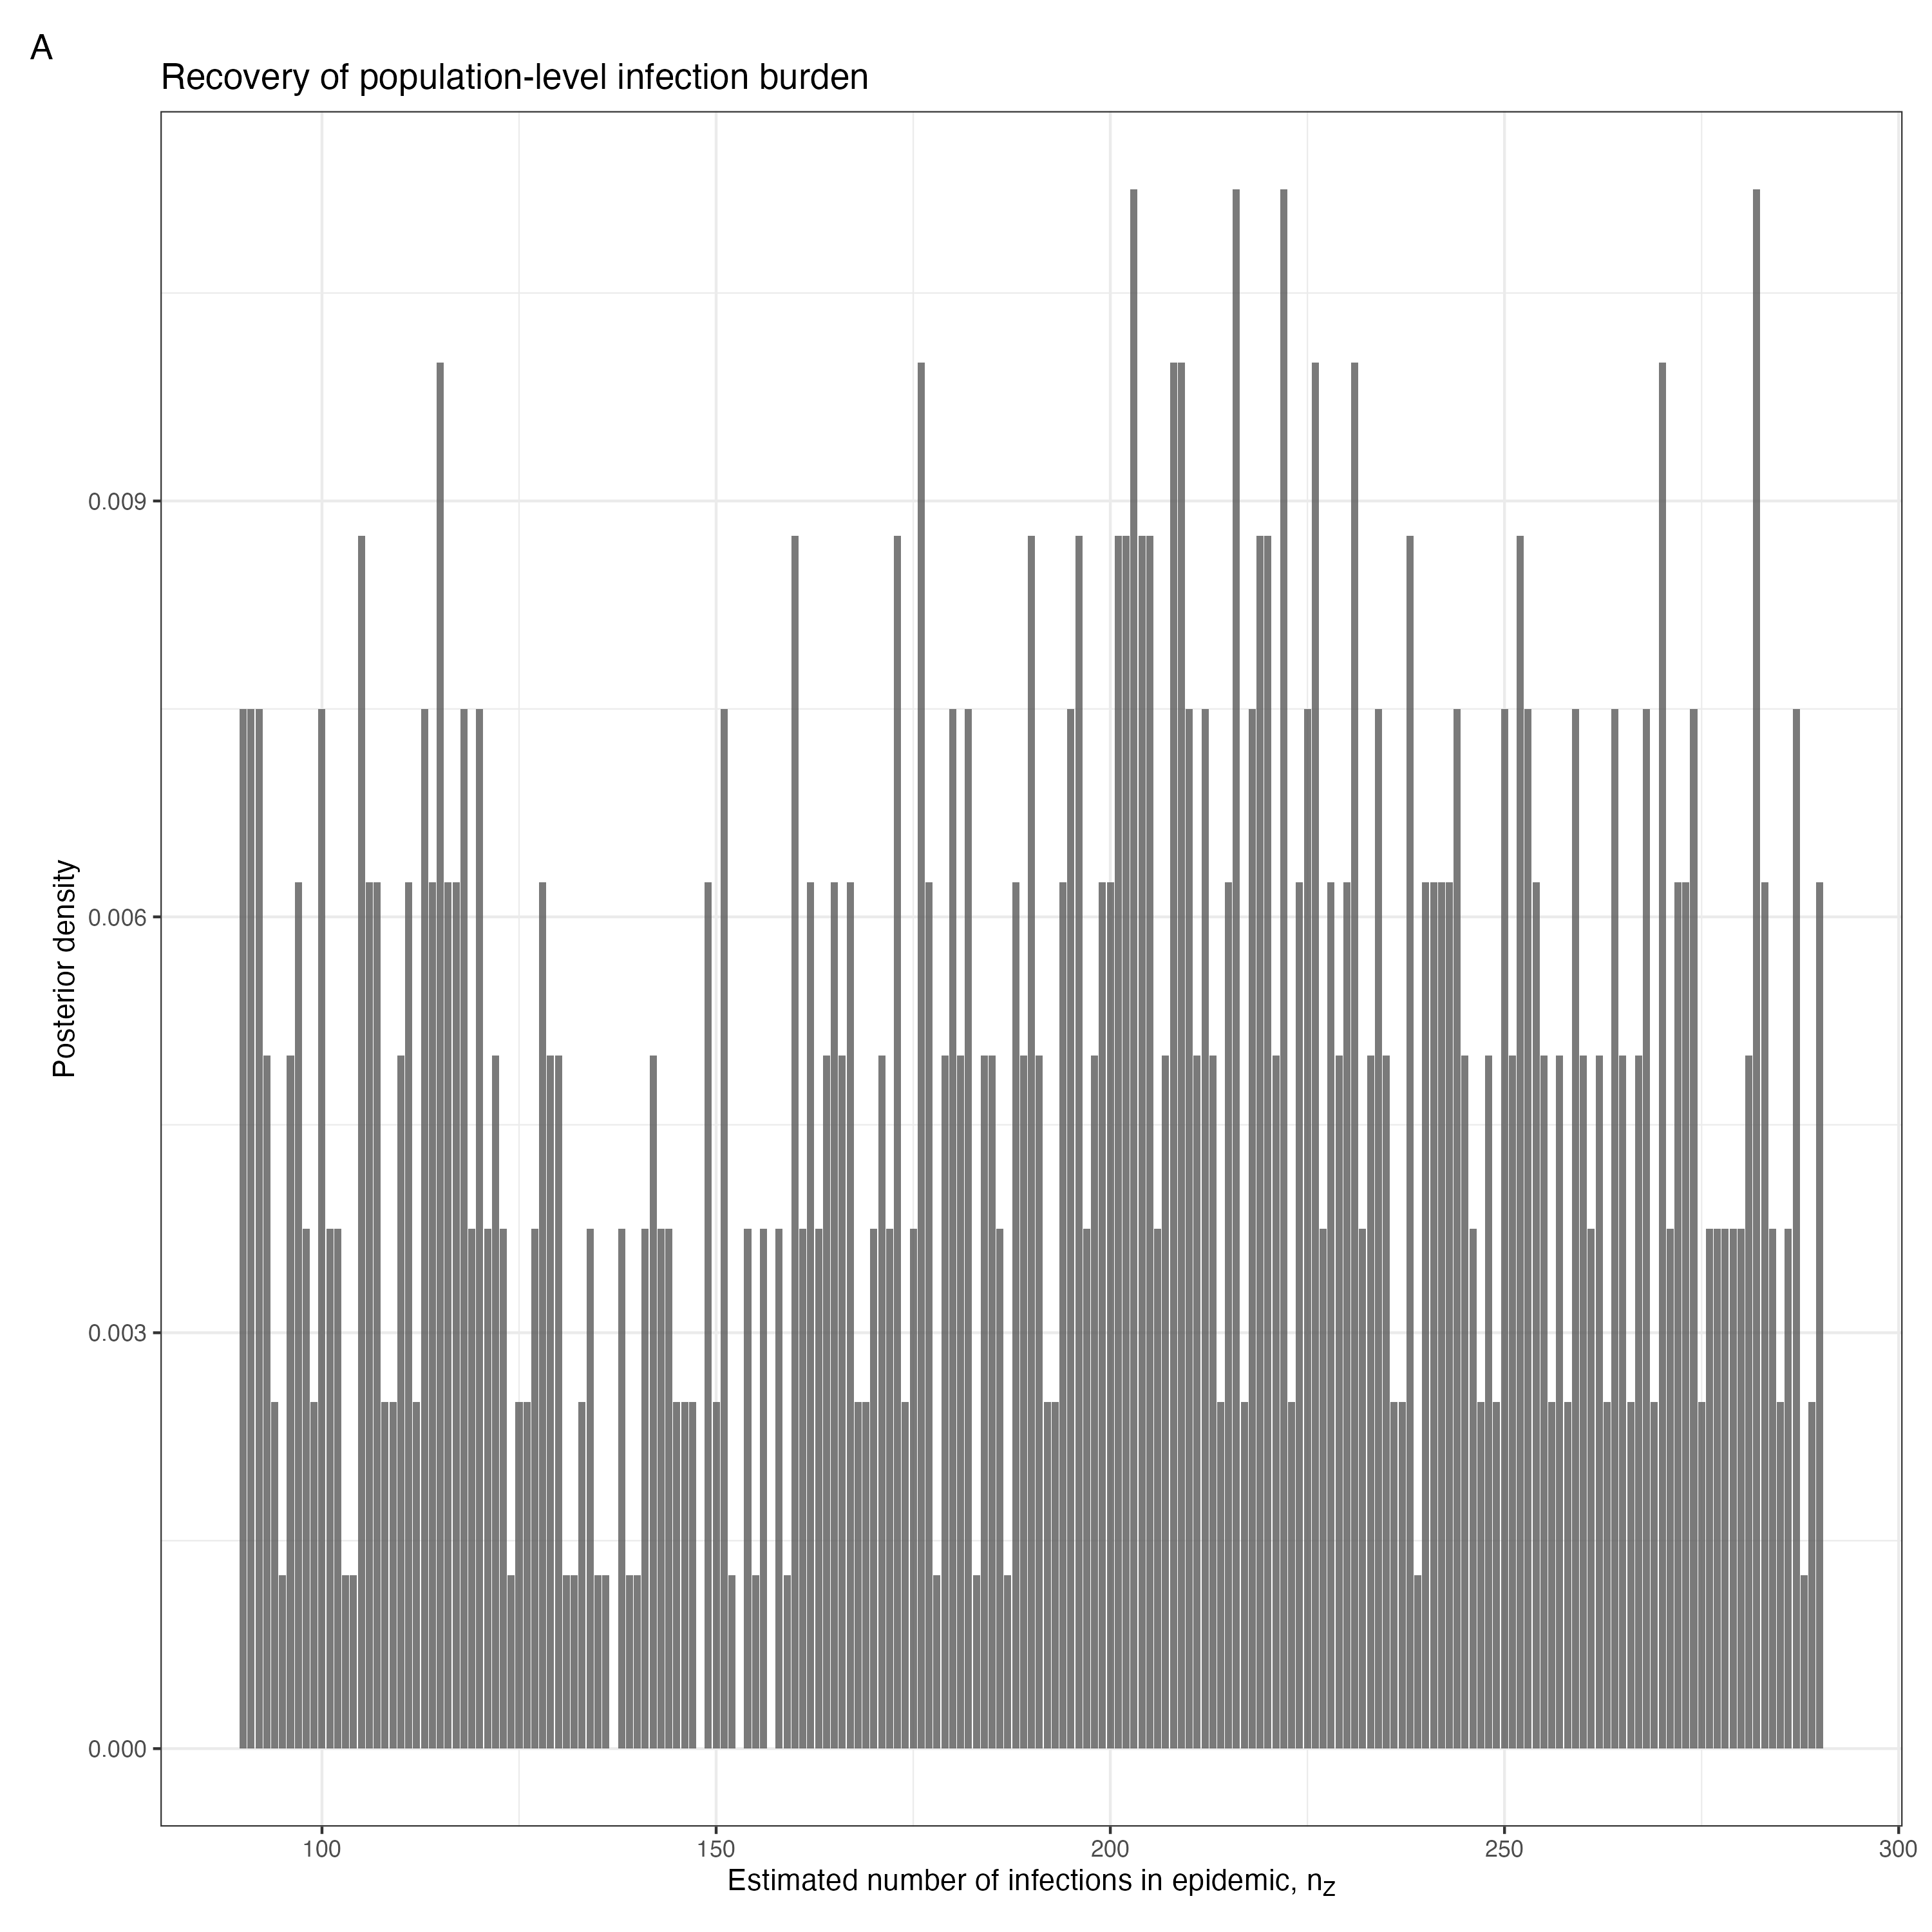 A
Recovery of population-level infection burden
Posterior density
0.009
0.006
0.003
0.000
100 150 200 250 300
Estimated number of infections in epidemic, nZ